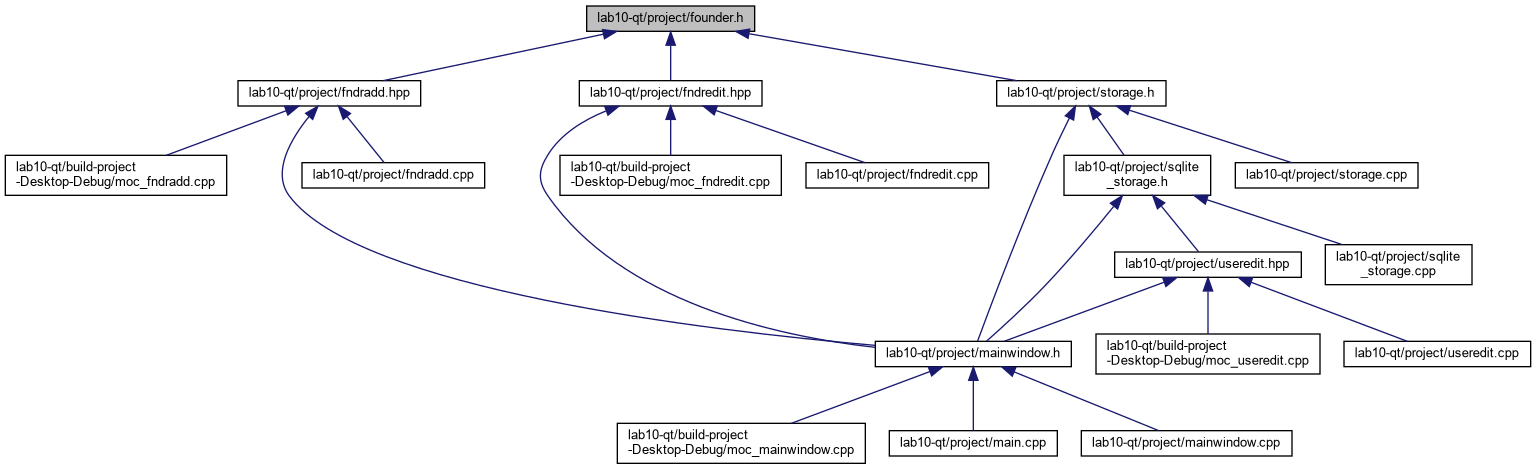 lab10-qt/project/founder.h
lab10-qt/project/fndradd.hpp
lab10-qt/project/fndredit.hpp
lab10-qt/project/storage.h
lab10-qt/build-project
-Desktop-Debug/moc_fndradd.cpp
lab10-qt/project/fndradd.cpp
lab10-qt/build-project
-Desktop-Debug/moc_fndredit.cpp
lab10-qt/project/fndredit.cpp
lab10-qt/project/sqlite
_storage.h
lab10-qt/project/storage.cpp
lab10-qt/project/useredit.hpp
lab10-qt/project/sqlite
_storage.cpp
lab10-qt/project/mainwindow.h
lab10-qt/build-project
-Desktop-Debug/moc_useredit.cpp
lab10-qt/project/useredit.cpp
lab10-qt/build-project
-Desktop-Debug/moc_mainwindow.cpp
lab10-qt/project/main.cpp
lab10-qt/project/mainwindow.cpp